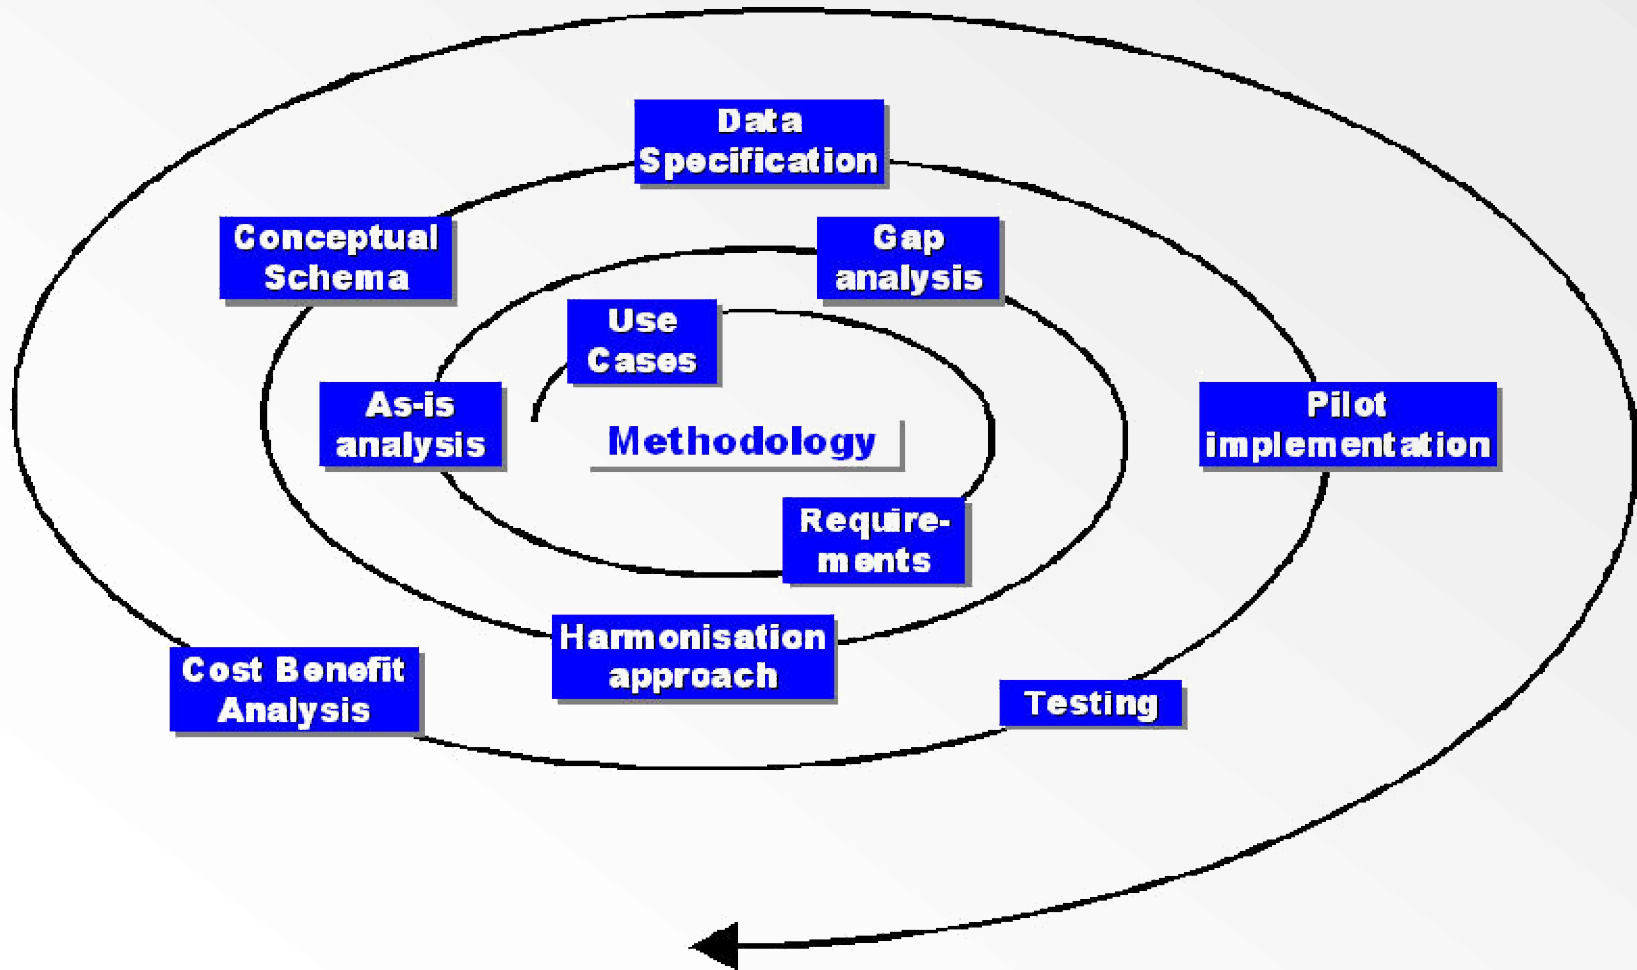 Data
Specification
Conceptual
Schema
Gap
analysis
Use
Cases
As-is
analysis
Methodology
Pilot
implementation
Require-
ments
Harmonisation
approach
Cost Benefit
Analysis
Testing